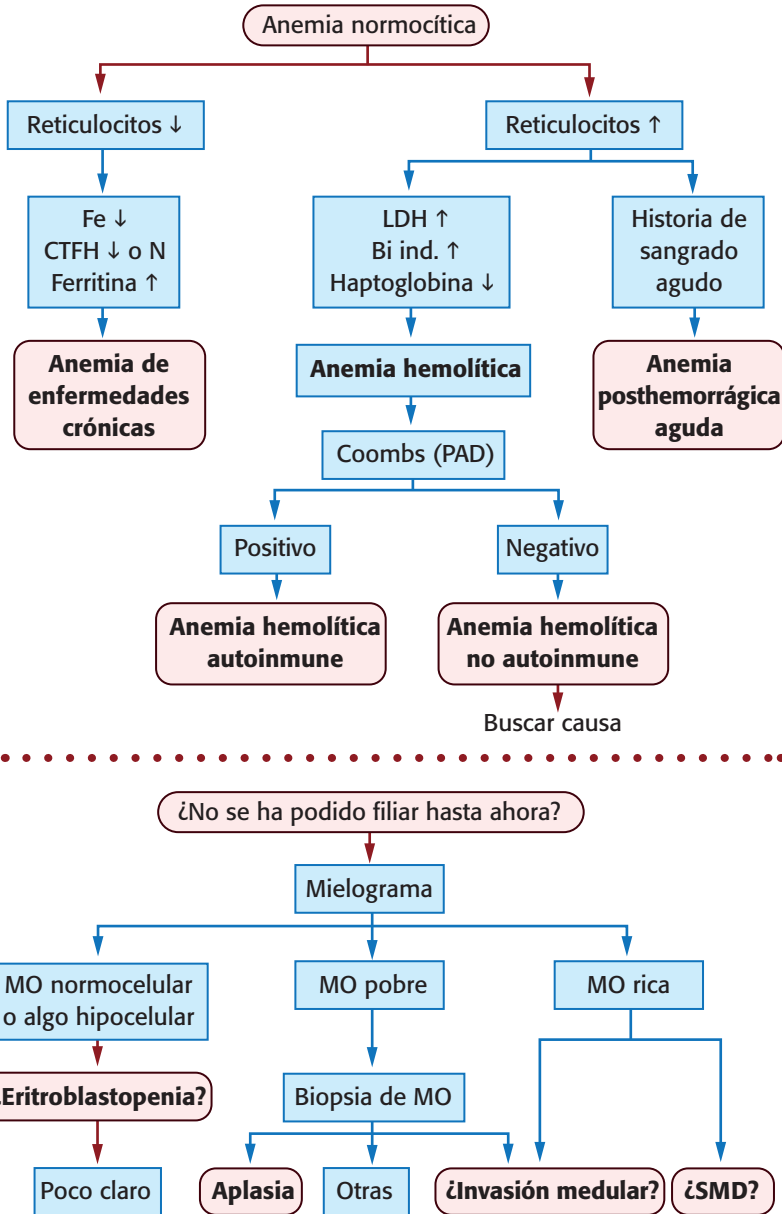 Anemia normocítica
Reticulocitos ↓
Reticulocitos ↑
Fe ↓
CTFH ↓ o N
Ferritina ↑
LDH ↑
Bi ind. ↑
Haptoglobina ↓
Historia de
sangrado
agudo
Anemia de
enfermedades
crónicas
Anemia hemolítica
Anemia
posthemorrágica
aguda
Coombs (PAD)
Positivo
Negativo
Anemia hemolítica
autoinmune
Anemia hemolítica
no autoinmune
Buscar causa
¿No se ha podido filiar hasta ahora?
Mielograma
MO normocelular
o algo hipocelular
MO pobre
MO rica
¿Eritroblastopenia?
Biopsia de MO
Poco claro
Aplasia
Otras
¿Invasión medular?
¿SMD?